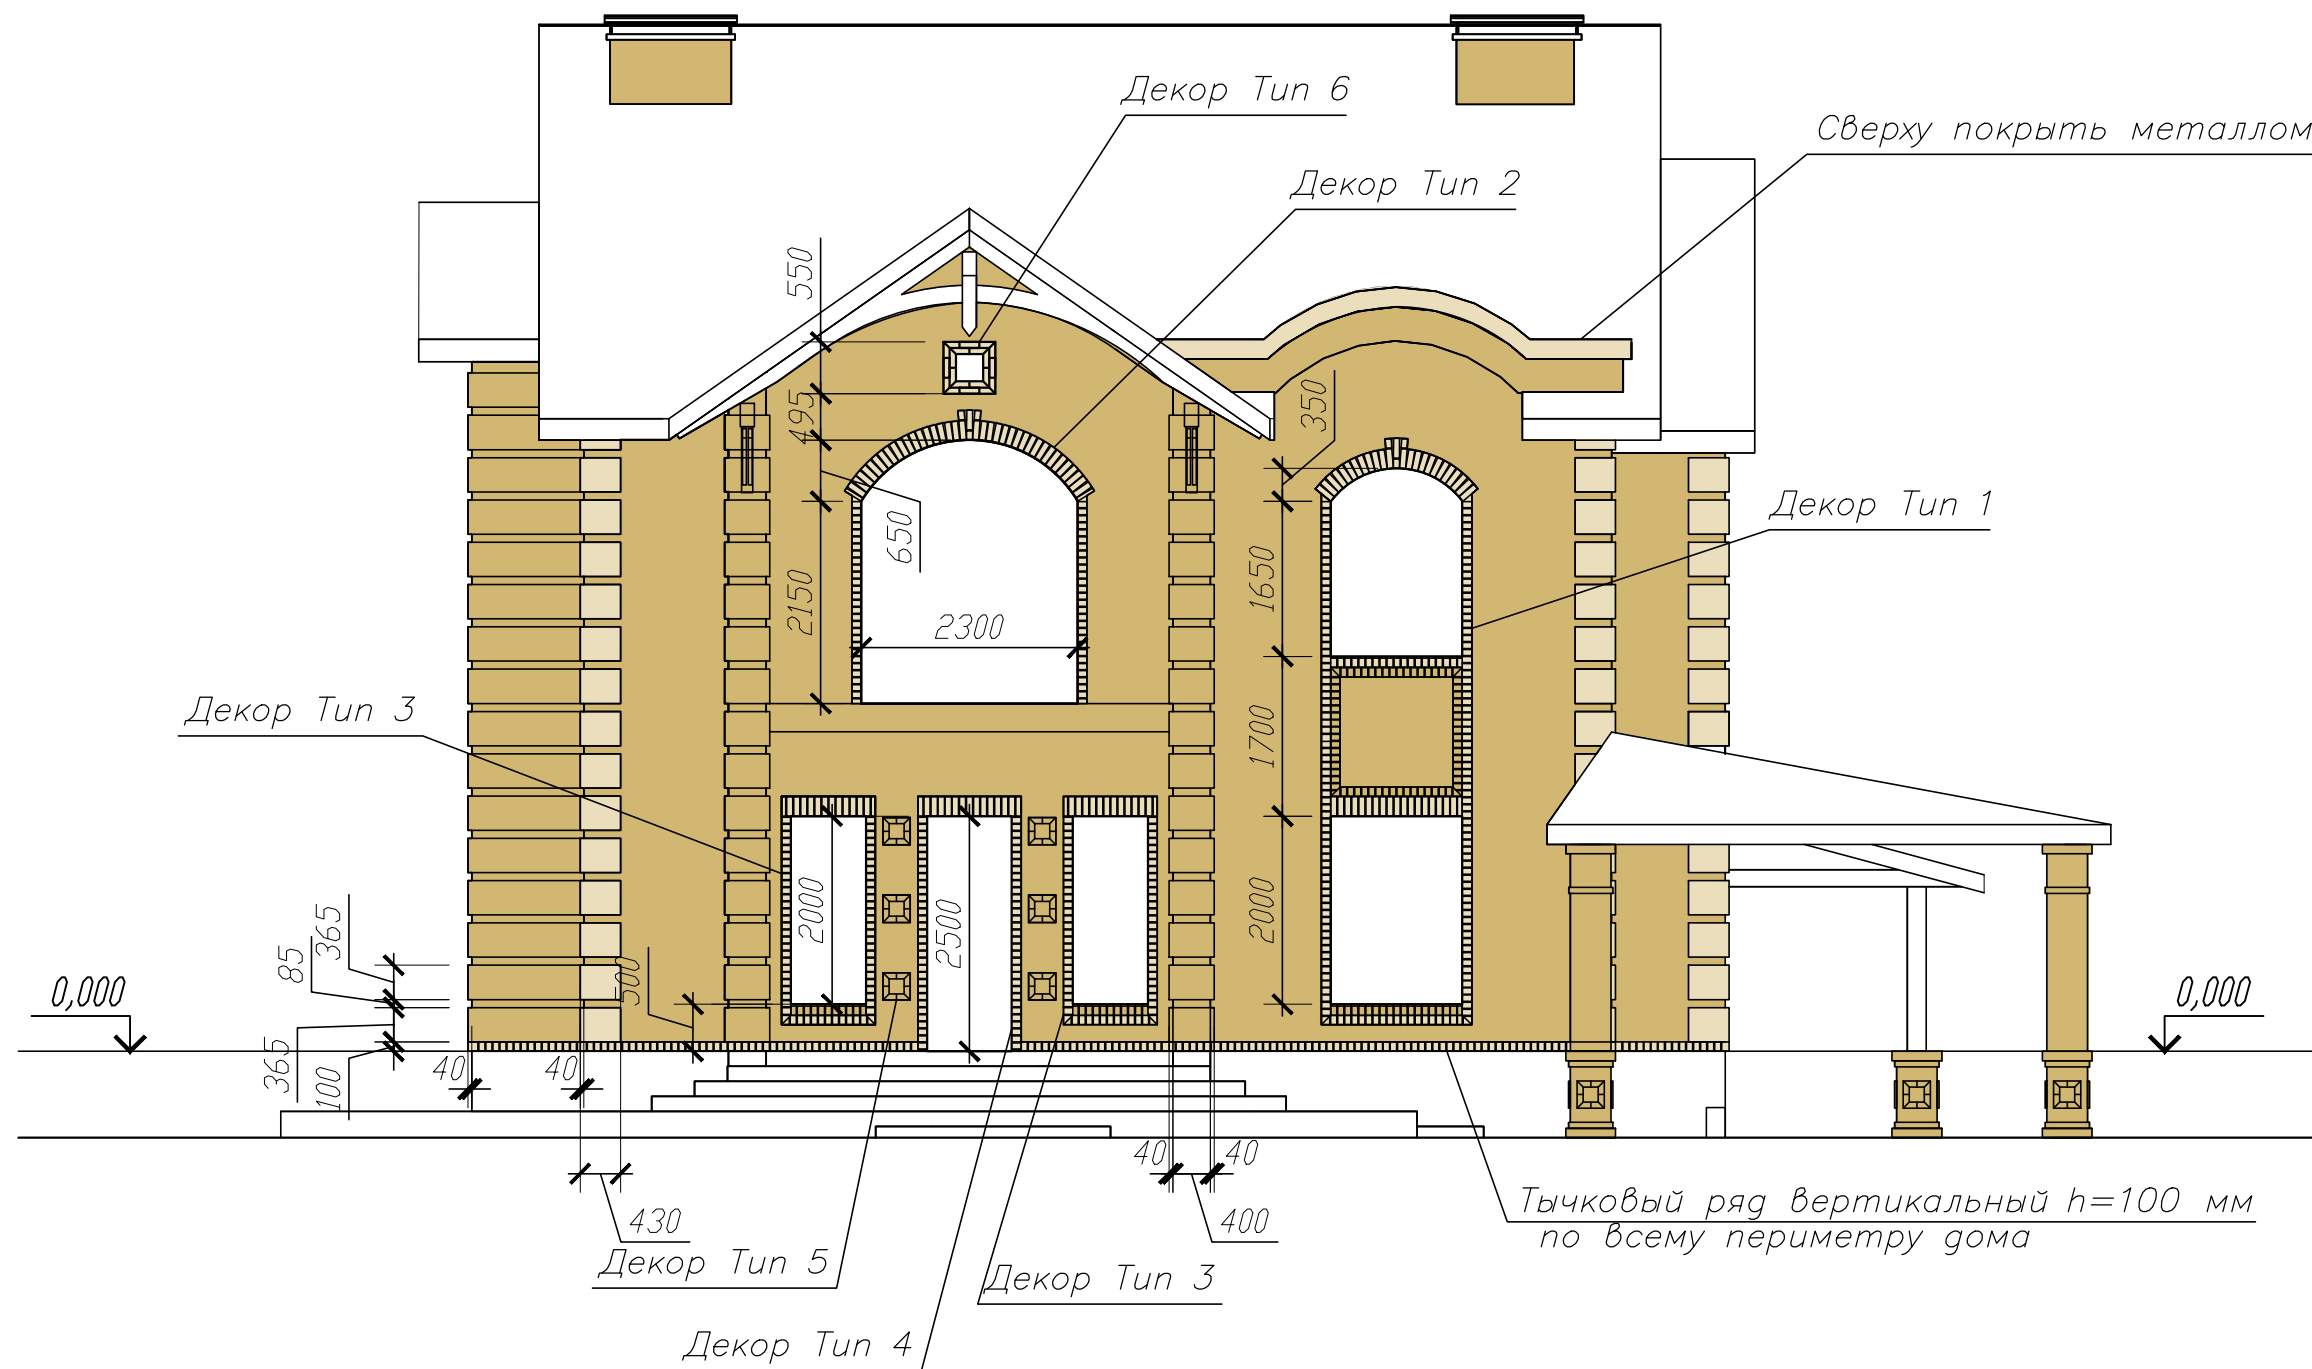 Декор Тип 6
Сверху покрыть металлом
Декор Тип 2
550
495
350
Декор Тип 1
650
2150
1650
2300
Декор Тип 3
1700
2000
2500
2000
365
85
500
0,000
0,000
365
100
40
40
40
40
430
400
Тычковый ряд вертикальный h=100 мм
по всему периметру дома
Декор Тип 5
Декор Тип 3
Декор Тип 4